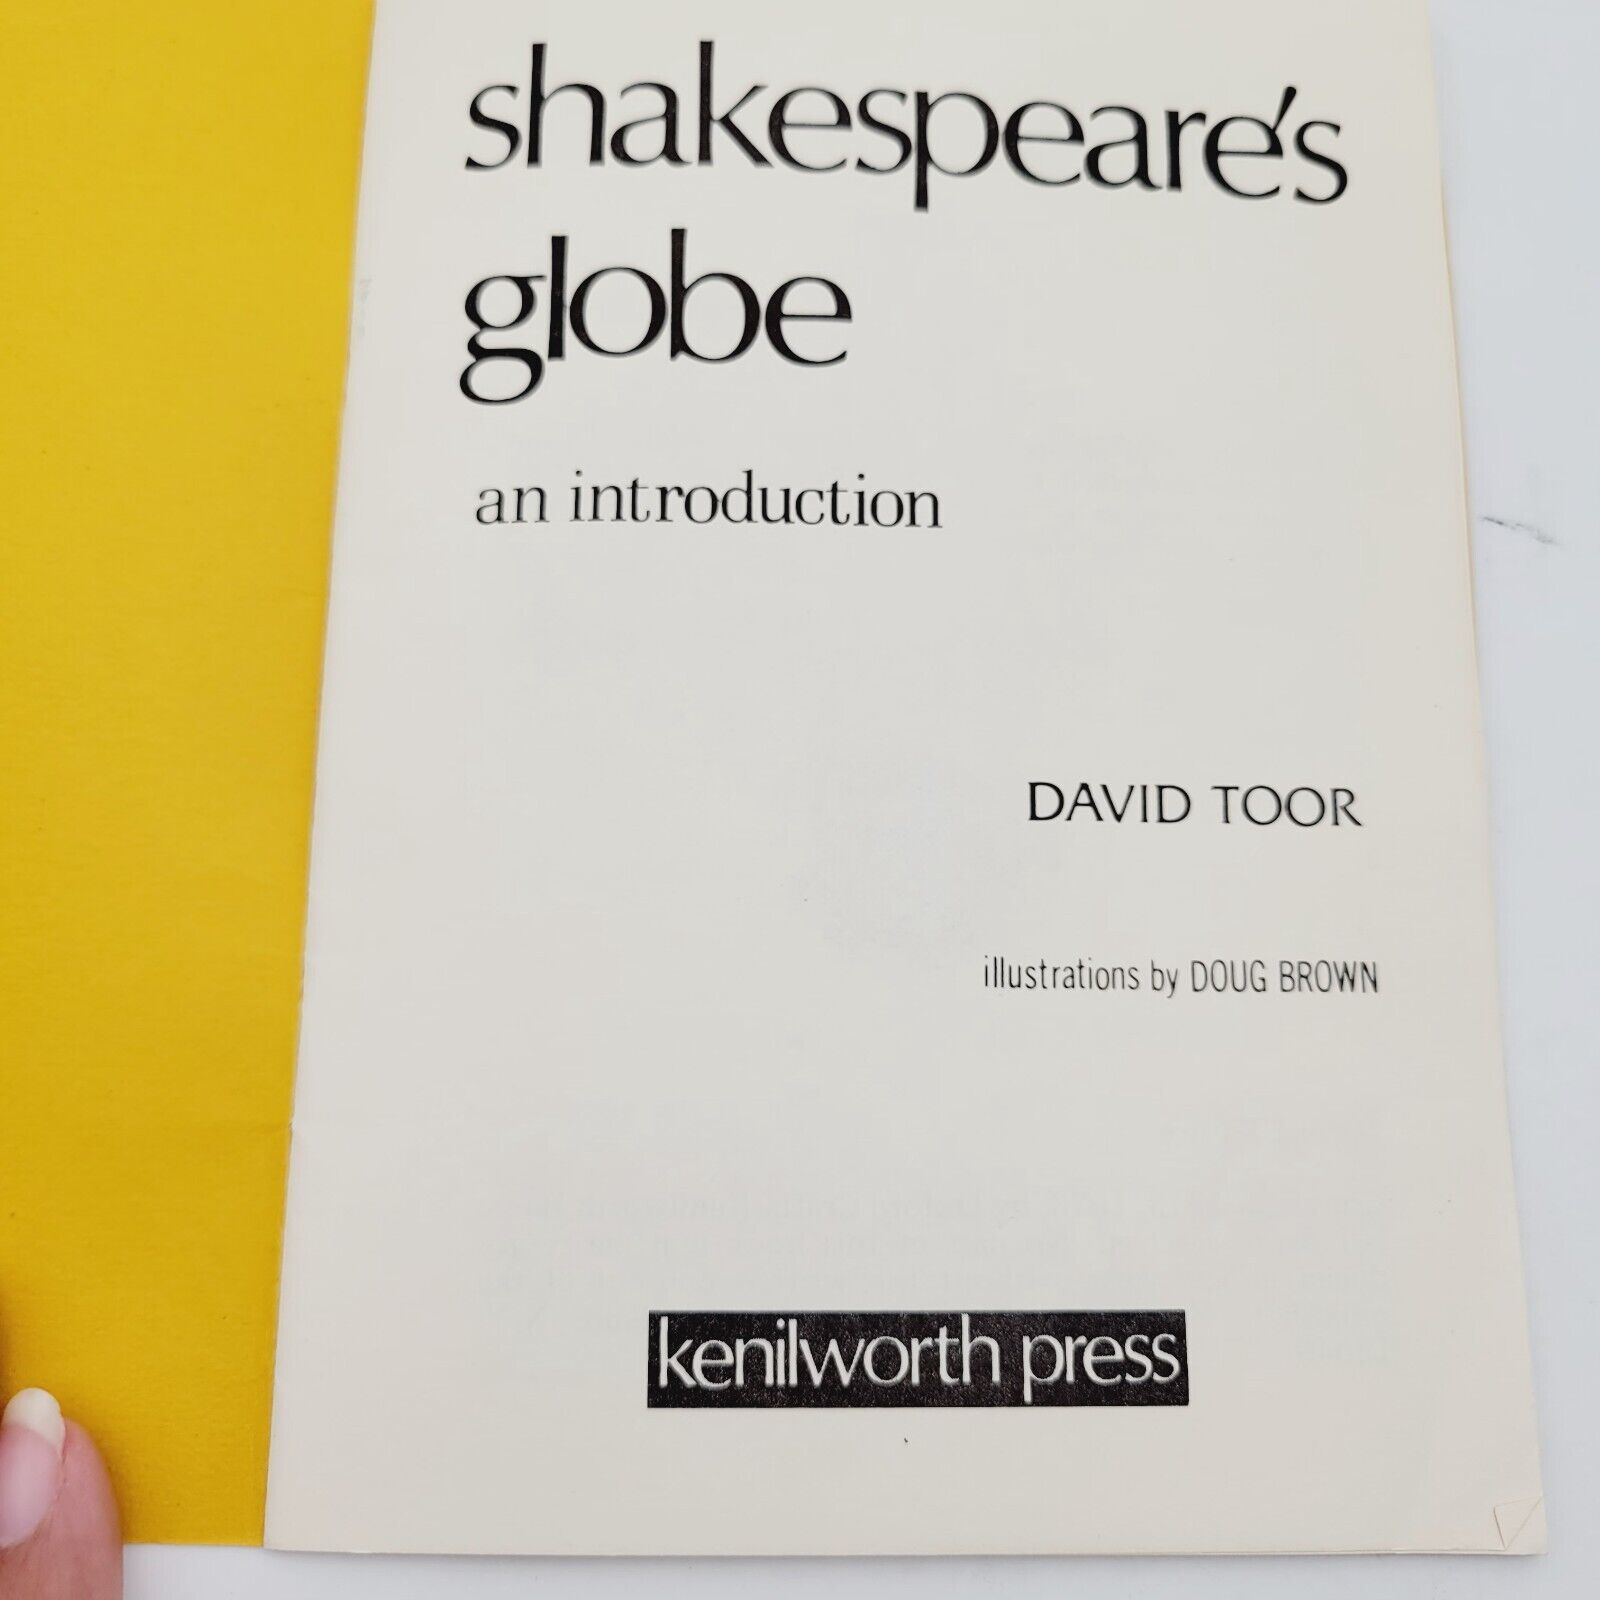 shakespeare's
globe
an introduction
DAVID TOOR
illustrations by DOUG BROWN
kenilworth press